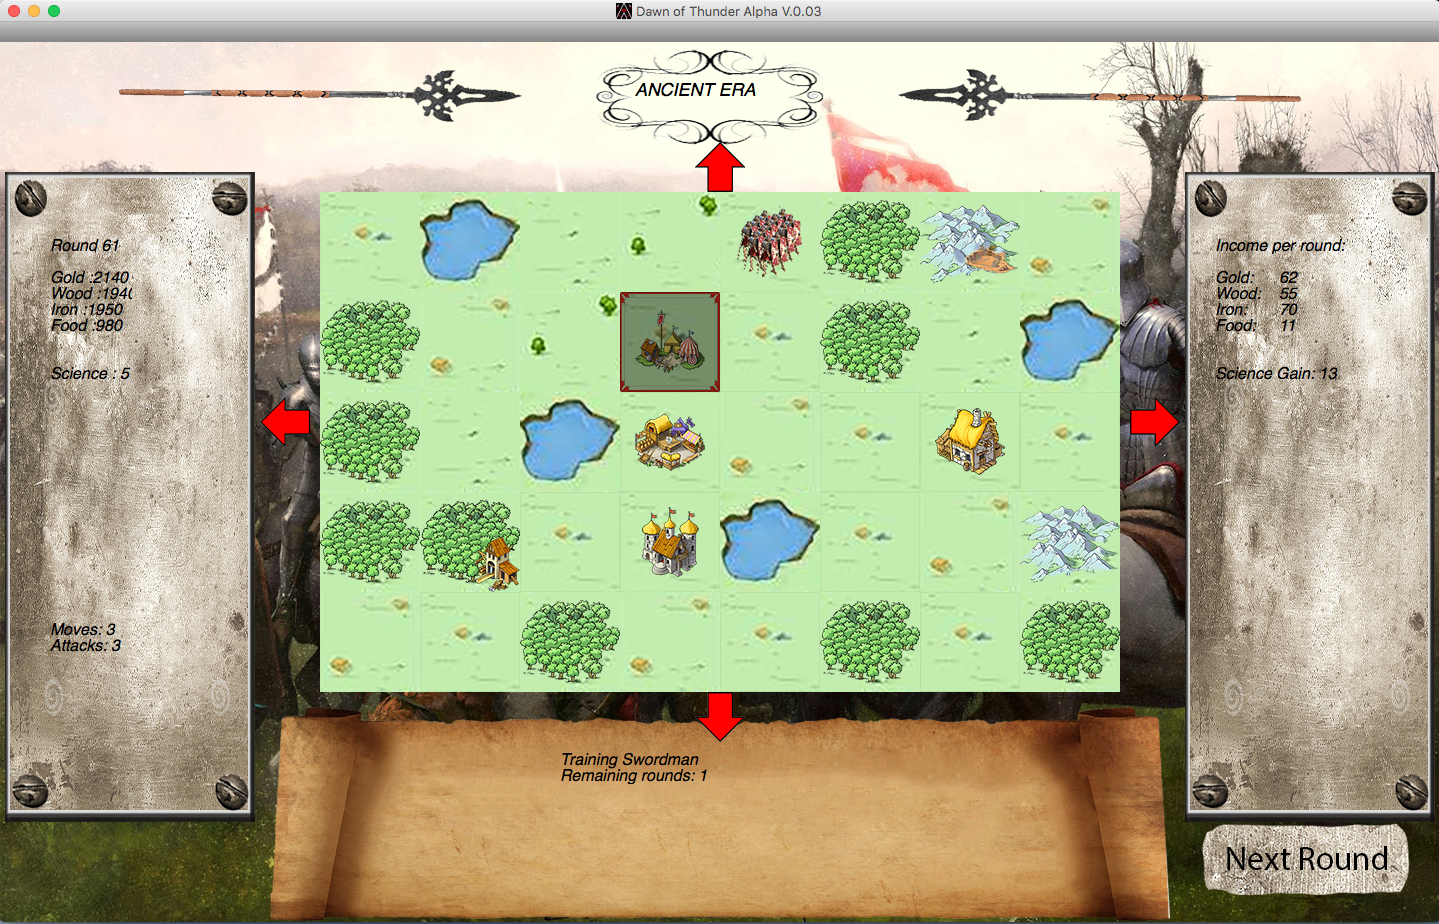 Dawn of Thunder Alpha V.0.03
ANCIENT ERA
Round 61
Gold :2140
Wood :1940
Iron :1950
Food :980
Science : 5
Moves: 3
Attacks: 3
Income per round:
Gold: 62
Wood: 55
Iron: 70
Food: 11
Science Gain: 13
Training Swordman
Remaining rounds: 1
Next Round